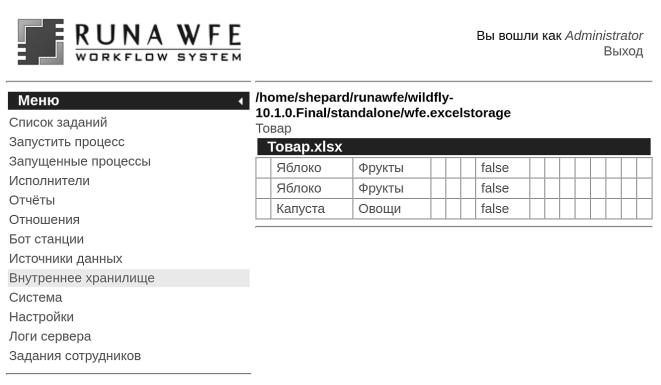 RUNA WFE
WORKFLOW SYSTEM
Вы вошли как Administrator
Выход
Меню
Список заданий
Запустить процесс
Запущенные процессы
Исполнители
Отчёты
Отношения
Бот станции
Источники данных
Внутреннее хранилище
Система
Настройки
Логи сервера
Задания сотрудников
/home/shepard/runawfe/wildfly-
10.1.0.Final/standalone/wfe.excelstorage
Товар
Товар.xlsx
Яблоко Фрукты false
Яблоко Фрукты false
Капуста Овощи false